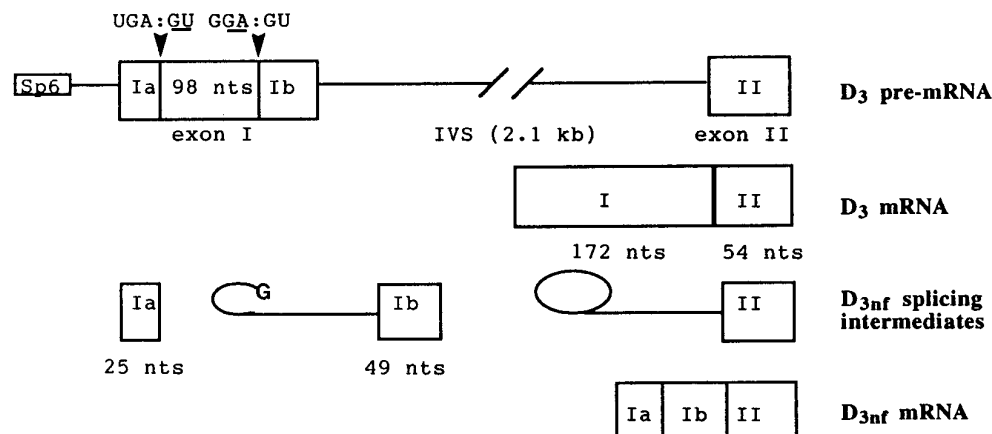 UGA:GU GGA:GU
Sp6 Ia 98 nts Ib II D3 pre-mRNA
exon I IVS (2.1 kb) exon II
I II D3 mRNA
172 nts 54 nts
Ia G Ib II D3nf splicing
intermediates
25 nts 49 nts
Ia Ib II D3nf mRNA